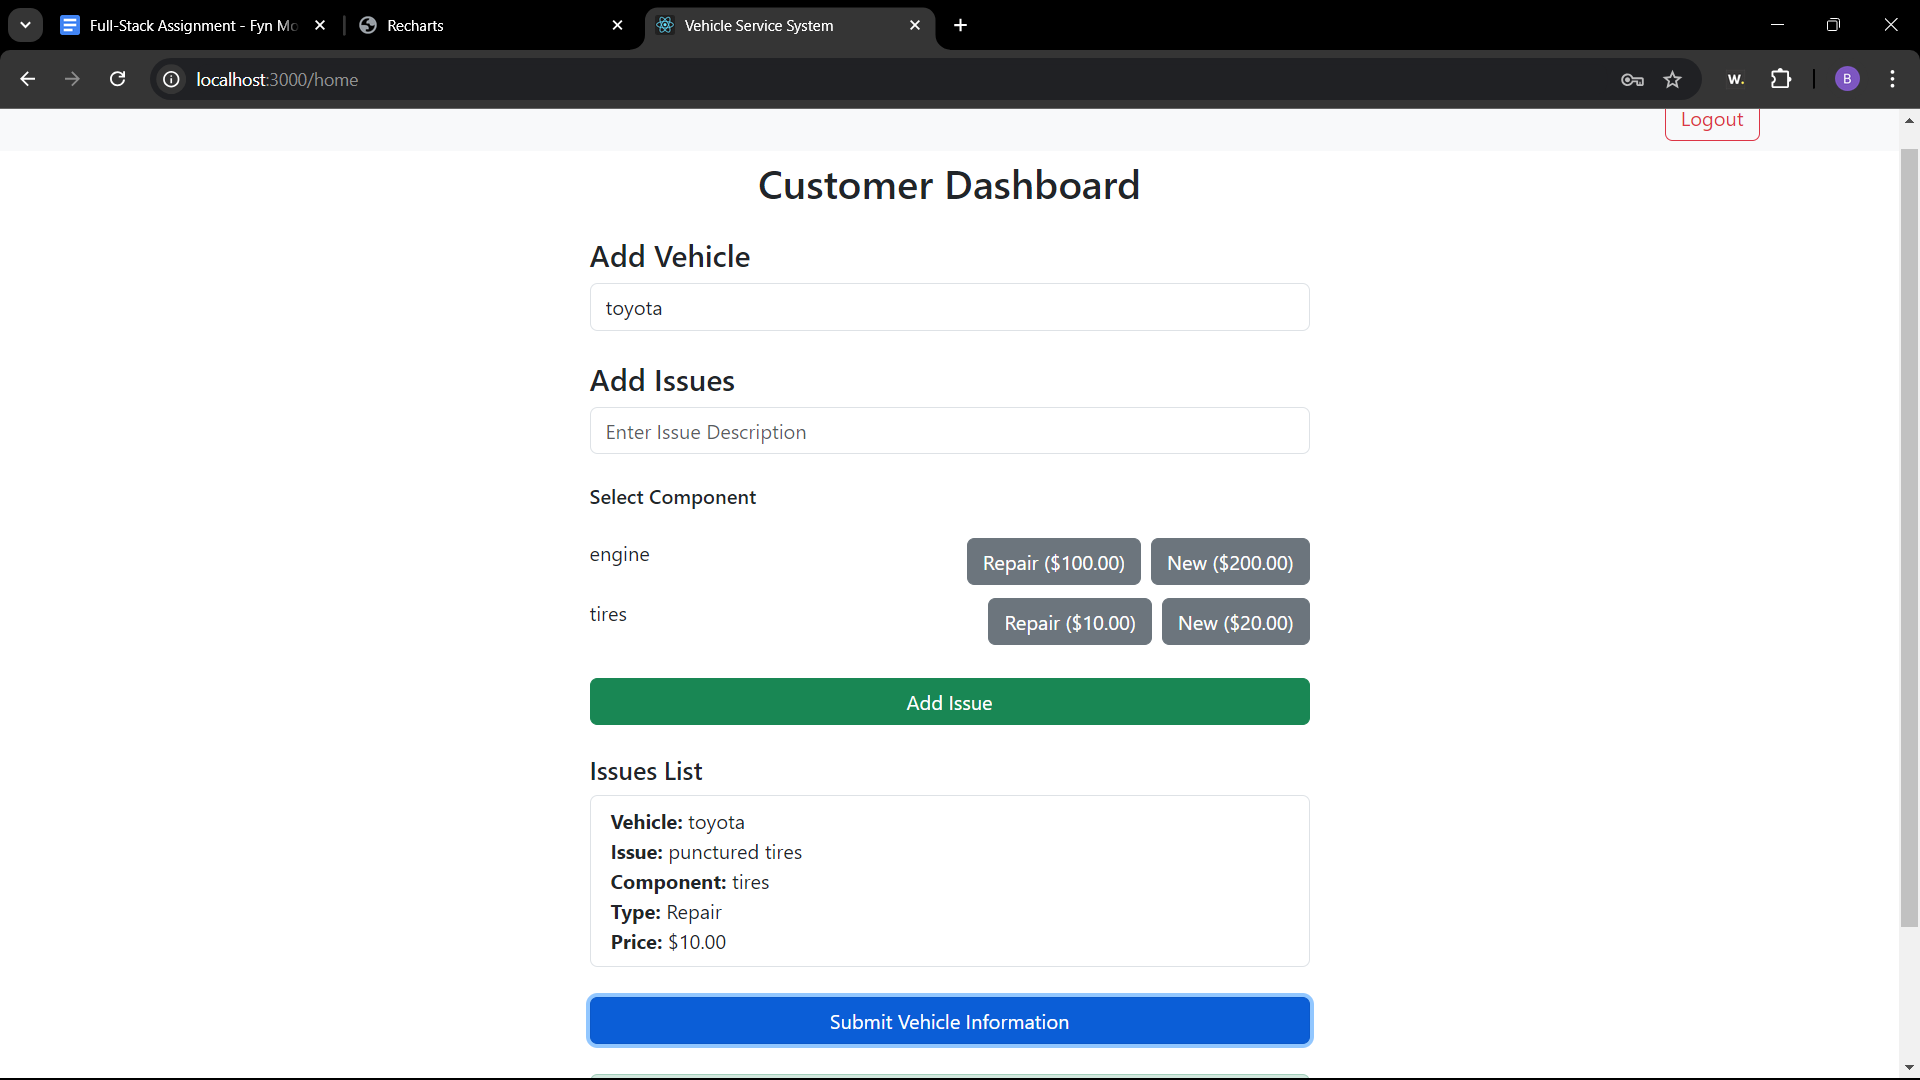 Full-Stack Assignment - Fyn Mo
Recharts
Vehicle Service System
localhost:3000/home
W.
B
Logout
Customer Dashboard
Add Vehicle
toyota
Add Issues
Enter Issue Description
Select Component
engine
Repair ($100.00)
New ($200.00)
tires
Repair ($10.00)
New ($20.00)
Add Issue
Issues List
Vehicle: toyota
Issue: punctured tires
Component: tires
Type: Repair
Price: $10.00
Submit Vehicle Information